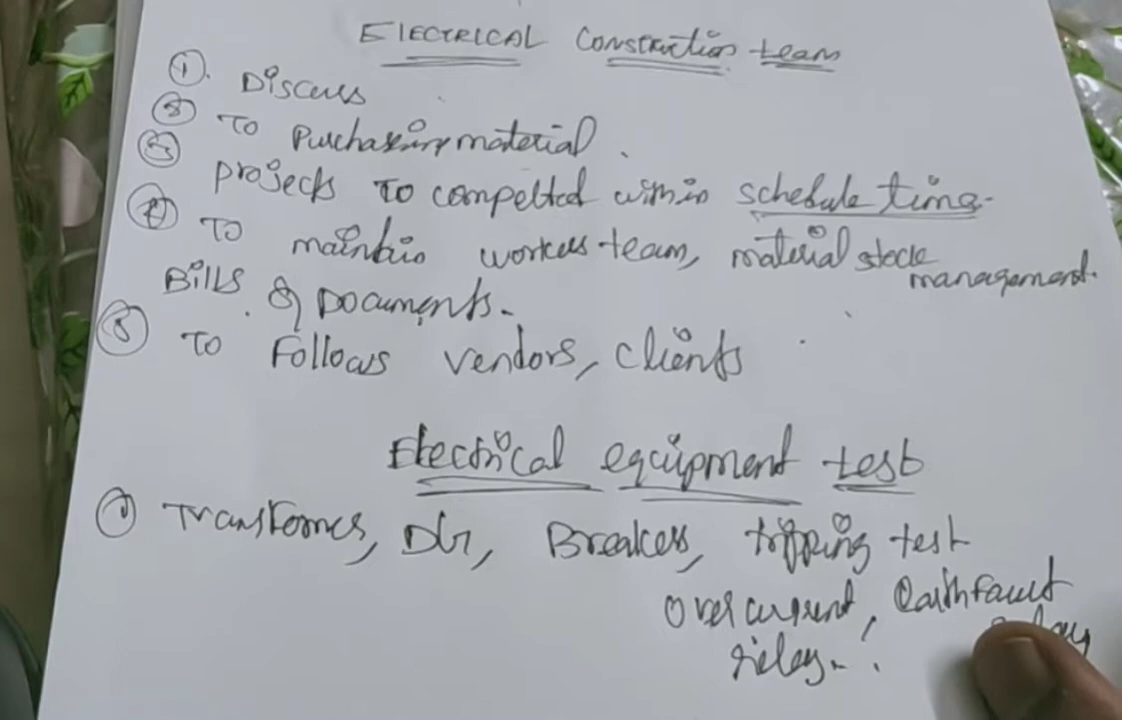 ELECTRICAL Construction team
① Discuss
② To Purchasing material.
③ projects To compelted within schedule time.
④ To maintain workers team, material stock management.
Bills & Documents.
⑤ To Follows vendors, clients
Electrical equipment test
① Transformes, DG, Breakers, tripping test
over current, Earth fault
relay.